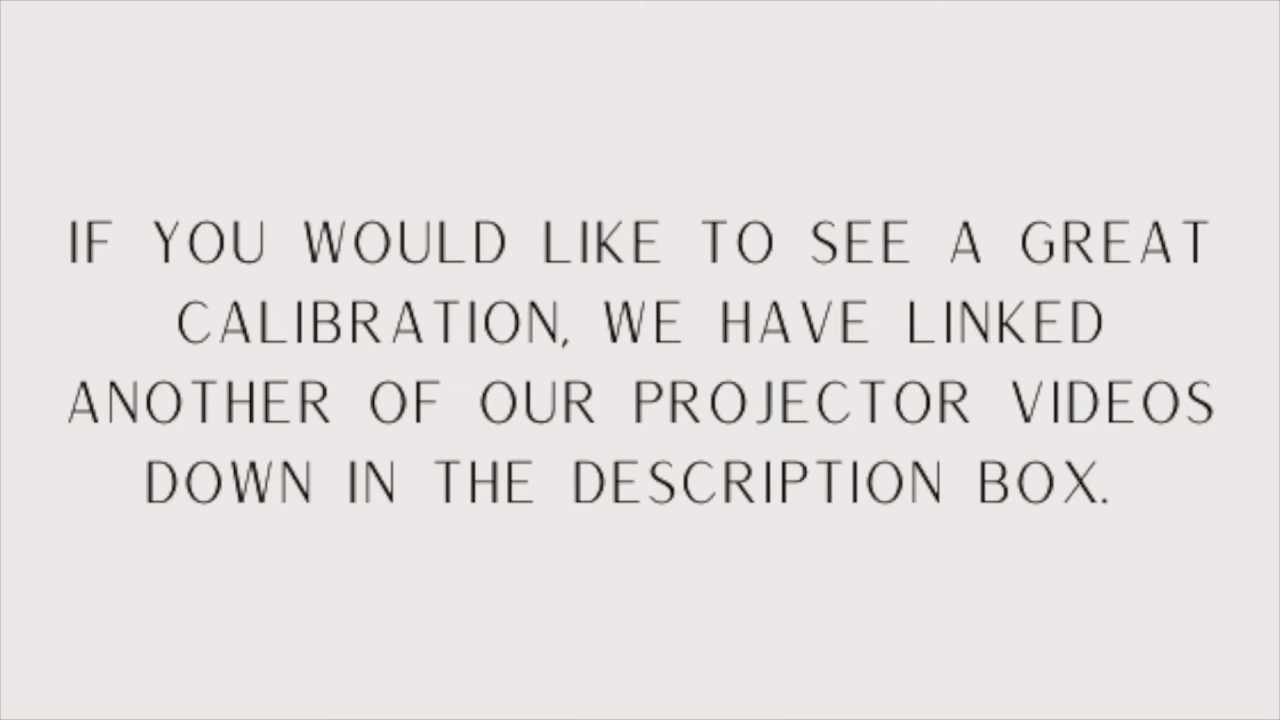 IF YOU WOULD LIKE TO SEE A GREAT
CALIBRATION, WE HAVE LINKED
ANOTHER OF OUR PROJECTOR VIDEOS
DOWN IN THE DESCRIPTION BOX.